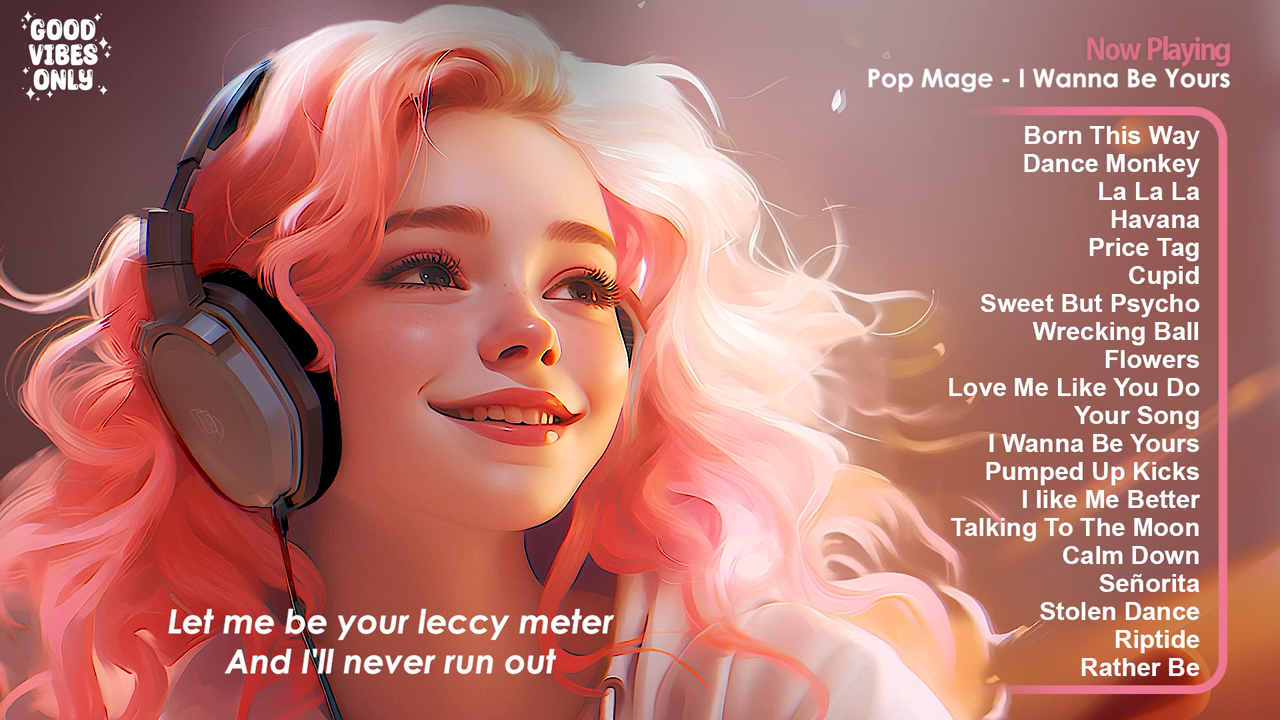 GOOD
VIBES
ONLY
Now Playing
Pop Mage - I Wanna Be Yours
Born This Way
Dance Monkey
La La La
Havana
Price Tag
Cupid
Sweet But Psycho
Wrecking Ball
Flowers
Love Me Like You Do
Your Song
I Wanna Be Yours
Pumped Up Kicks
I like Me Better
Talking To The Moon
Calm Down
Señorita
Stolen Dance
Riptide
Rather Be
Let me be your leccy meter
And I'll never run out